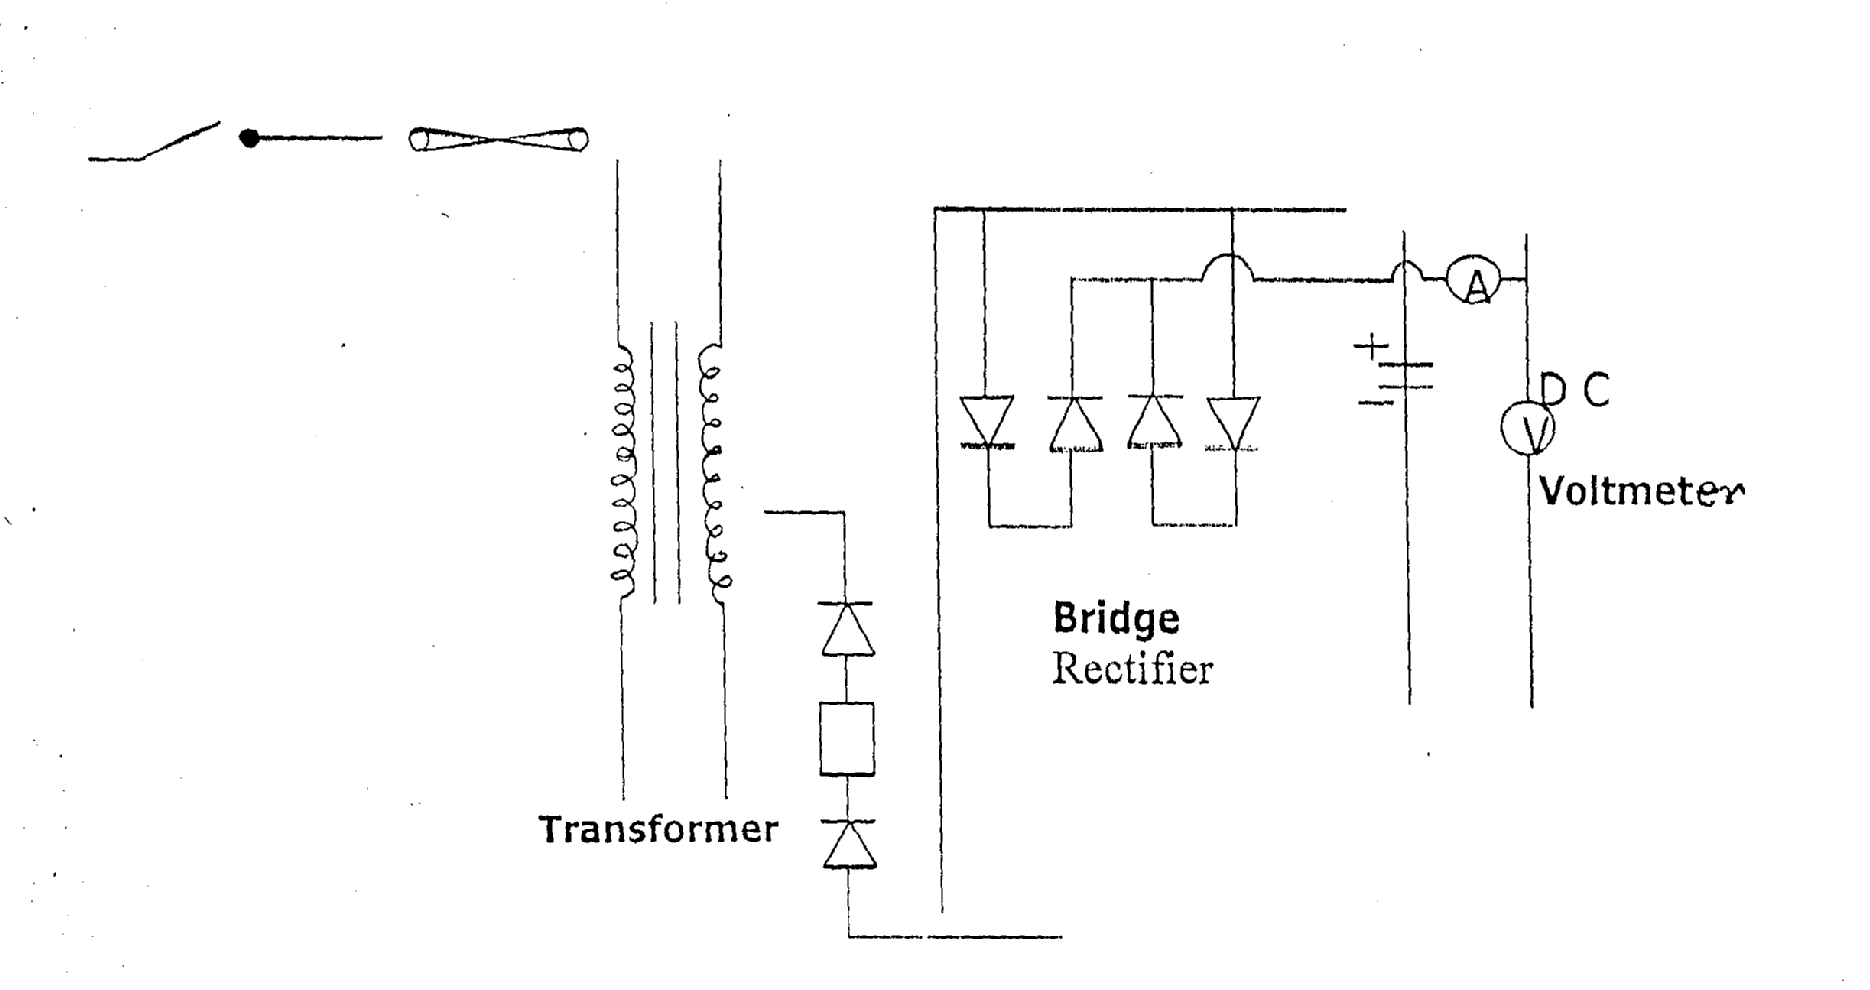 A
+
D C
−
V
Voltmeter
Bridge
Rectifier
Transformer